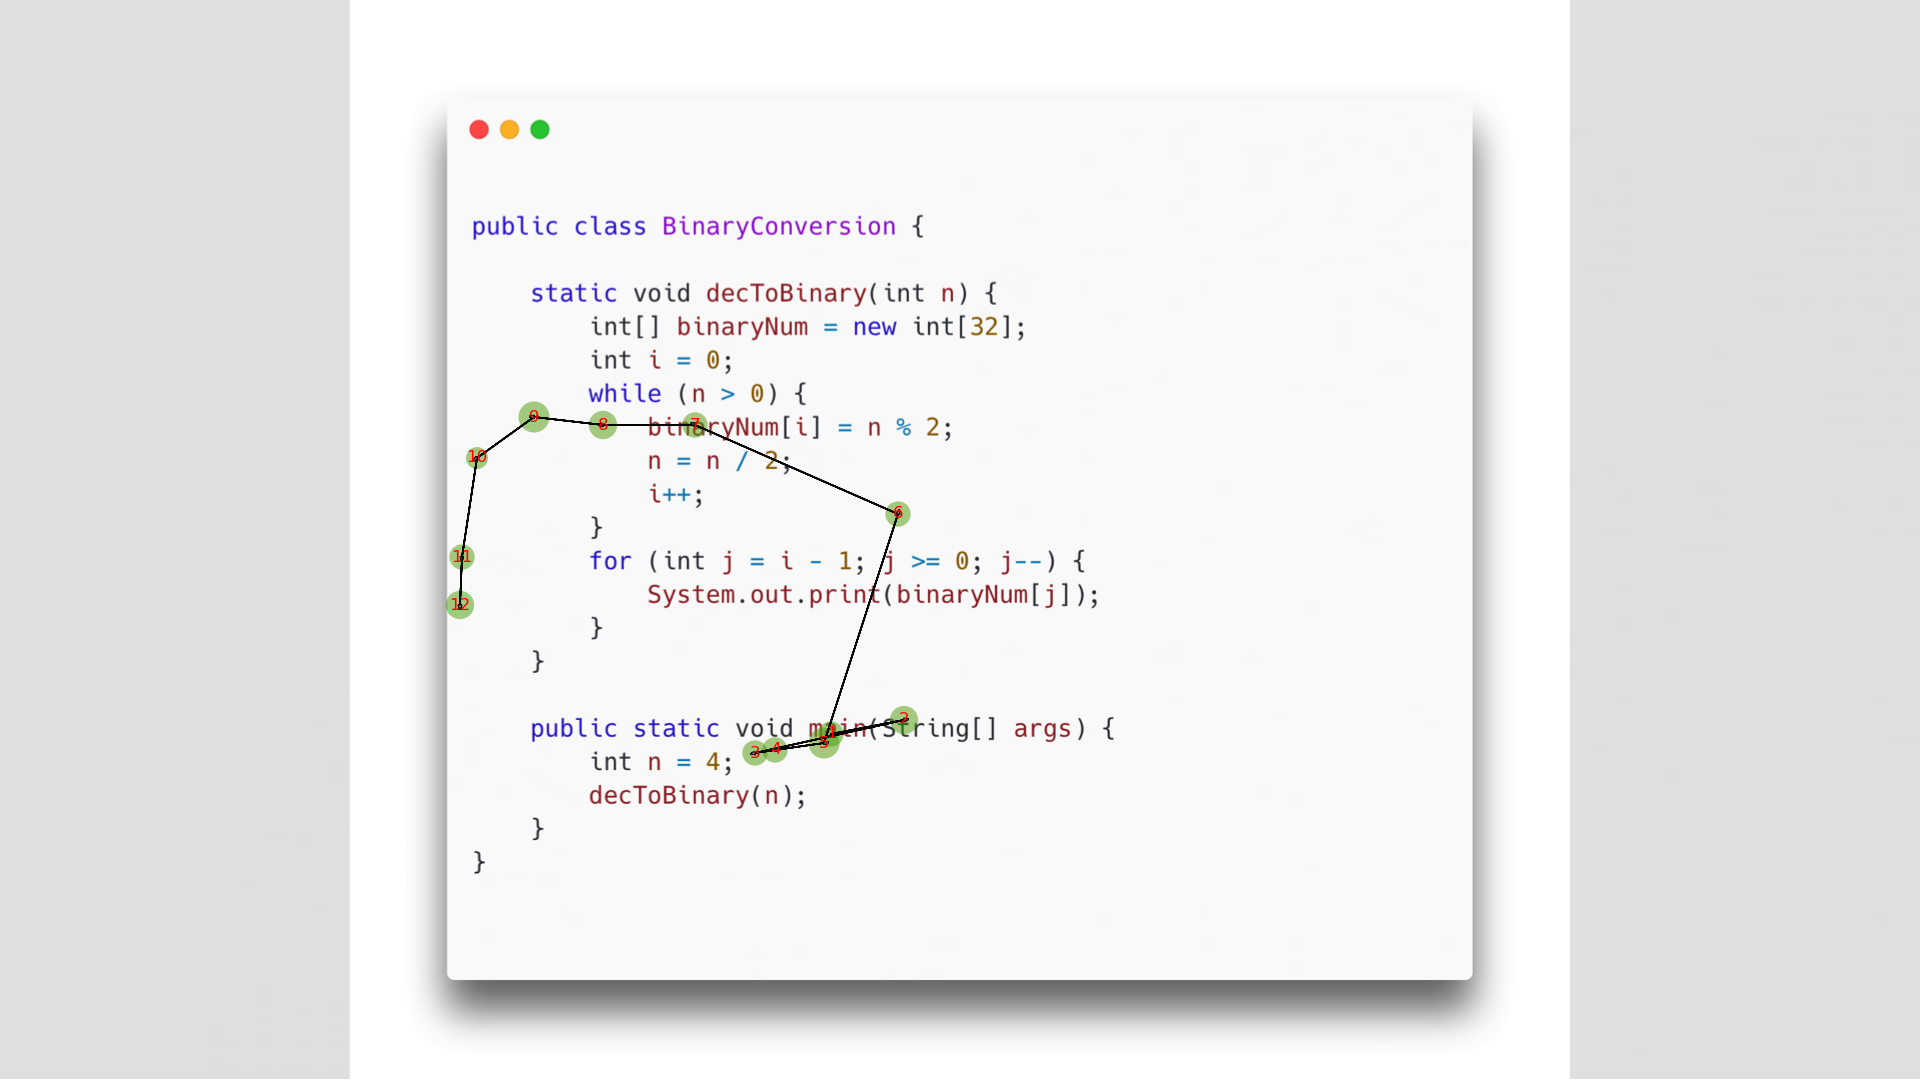 public class BinaryConversion {
static void decToBinary(int n) {
int[] binaryNum = new int[32];
int i = 0;
while (n > 0) {
binaryNum[i] = n % 2;
n = n / 2;
i++;
}
for (int j = i - 1; j >= 0; j--) {
System.out.print(binaryNum[j]);
}
}
public static void main(String[] args) {
int n = 4;
decToBinary(n);
}
}
1
2
3
4
5
6
7
8
9
10
11
12